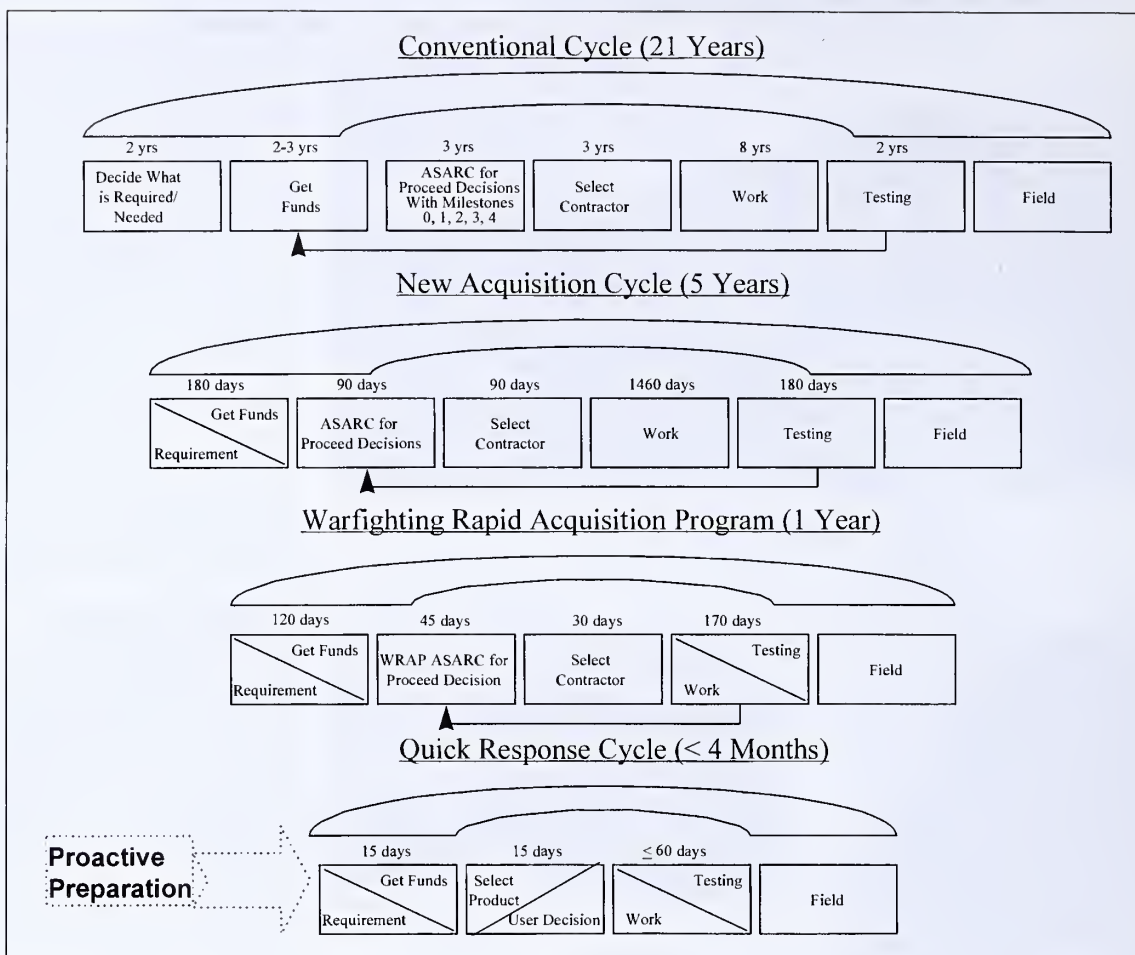 Conventional Cycle (21 Years)
2 yrs
2-3 yrs
3 yrs
3 yrs
8 yrs
2 yrs
Decide What
is Required/
Needed
Get
Funds
ASARC for
Proceed Decisions
With Milestones
0, 1, 2, 3, 4
Select
Contractor
Work
Testing
Field
New Acquisition Cycle (5 Years)
180 days
90 days
90 days
1460 days
180 days
Get Funds
Requirement
ASARC for
Proceed Decisions
Select
Contractor
Work
Testing
Field
Warfighting Rapid Acquisition Program (1 Year)
120 days
45 days
30 days
170 days
Get Funds
Requirement
WRAP ASARC for
Proceed Decision
Select
Contractor
Testing
Work
Field
Quick Response Cycle (< 4 Months)
Proactive
Preparation
15 days
15 days
≤ 60 days
Get Funds
Requirement
Select
Product
User Decision
Testing
Work
Field